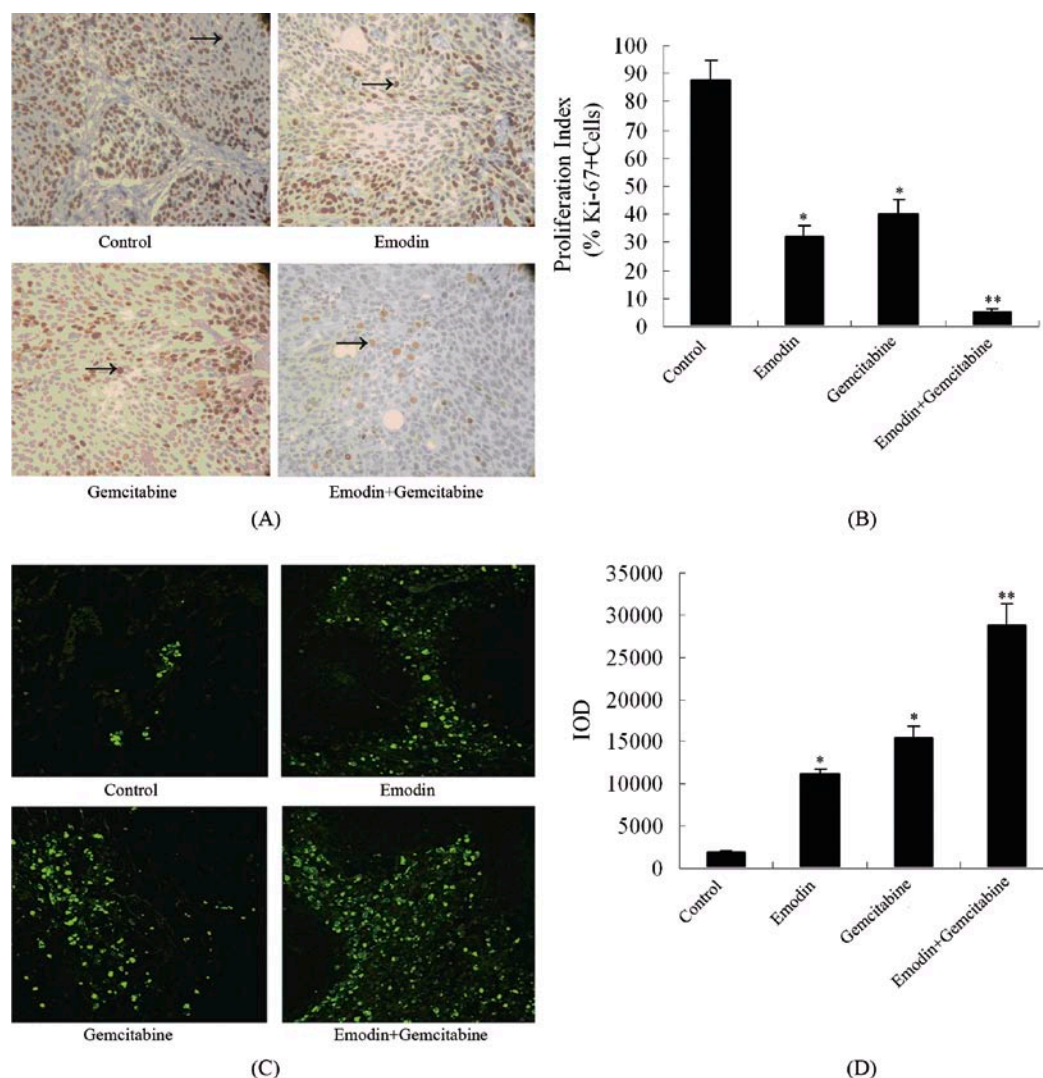 Control
Emodin
Gemcitabine
Emodin+Gemcitabine
(A)
100
90
80
70
60
50
40
30
20
10
0
Proliferation Index
(% Ki-67+Cells)
*
*
**
Control
Emodin
Gemcitabine
Emodin+Gemcitabine
(B)
Control
Emodin
Gemcitabine
Emodin+Gemcitabine
(C)
35000
30000
25000
20000
15000
10000
5000
0
IOD
*
*
**
Control
Emodin
Gemcitabine
Emodin+Gemcitabine
(D)